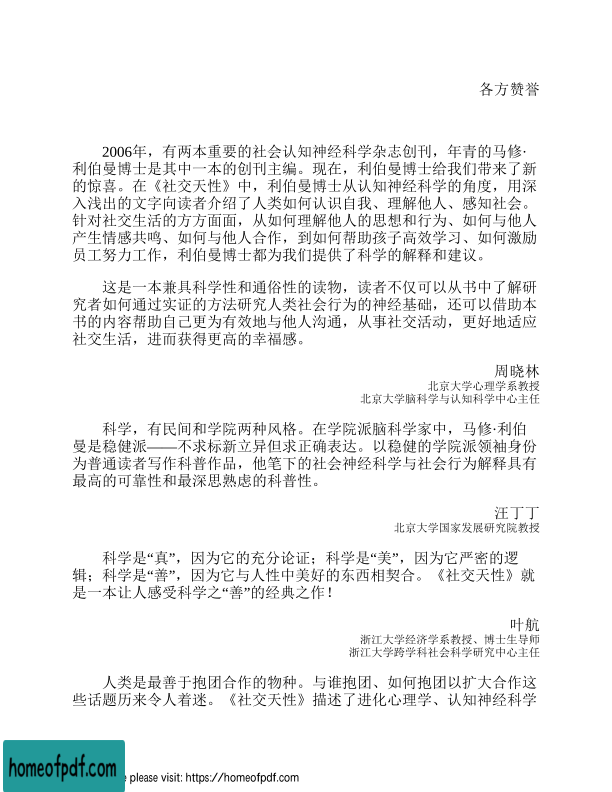 各方赞誉
2006年，有两本重要的社会认知神经科学杂志创刊，年青的马修·
利伯曼博士是其中一本的创刊主编。现在，利伯曼博士给我们带来了新
的惊喜。在《社交天性》中，利伯曼博士从认知神经科学的角度，用深
入浅出的文字向读者介绍了人类如何认识自我、理解他人、感知社会。
针对社交生活的方方面面，从如何理解他人的思想和行为、如何与他人
产生情感共鸣、如何与他人合作，到如何帮助孩子高效学习、如何激励
员工努力工作，利伯曼博士都为我们提供了科学的解释和建议。
这是一本兼具科学性和通俗性的读物，读者不仅可以从书中了解研
究者如何通过实证的方法研究人类社会行为的神经基础，还可以借助本
书的内容帮助自己更为有效地与他人沟通，从事社交活动，更好地适应
社交生活，进而获得更高的幸福感。
周晓林
北京大学心理学系教授
北京大学脑科学与认知科学中心主任
科学，有民间和学院两种风格。在学院派脑科学家中，马修·利伯
曼是稳健派——不求标新立异但求正确表达。以稳健的学院派领袖身份
为普通读者写作科普作品，他笔下的社会神经科学与社会行为解释具有
最高的可靠性和最深思熟虑的科普性。
汪丁丁
北京大学国家发展研究院教授
科学是“真”，因为它的充分论证；科学是“美”，因为它严密的逻
辑；科学是“善”，因为它与人性中美好的东西相契合。《社交天性》就
是一本让人感受科学之“善”的经典之作！
叶航
浙江大学经济学系教授、博士生导师
浙江大学跨学科社会科学研究中心主任
人类是最善于抱团合作的物种。与谁抱团、如何抱团以扩大合作这
些话题历来令人着迷。《社交天性》描述了进化心理学、认知神经科学
homeofpdf.com
please visit: https://homeofpdf.com